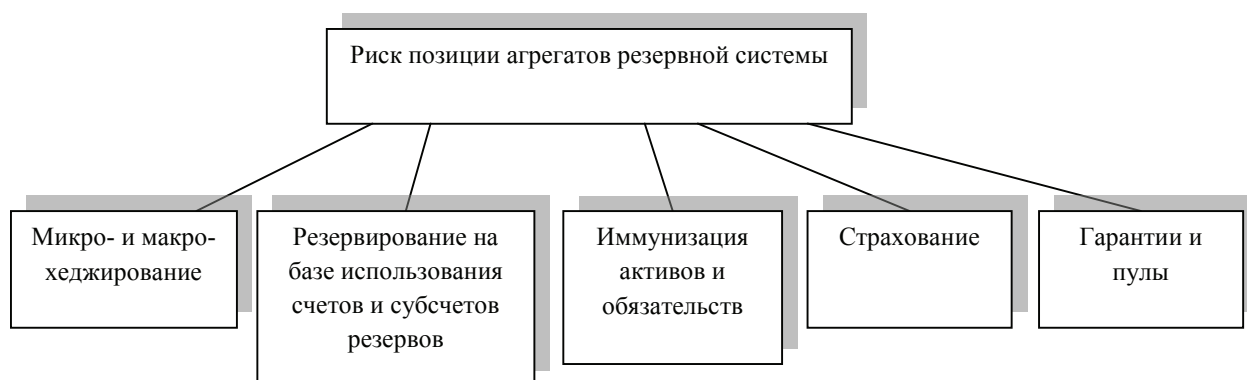 Риск позиции агрегатов резервной системы
Микро- и макро-
хеджирование
Резервирование на
базе использования
счетов и субсчетов
резервов
Иммунизация
активов и
обязательств
Страхование
Гарантии и
пулы